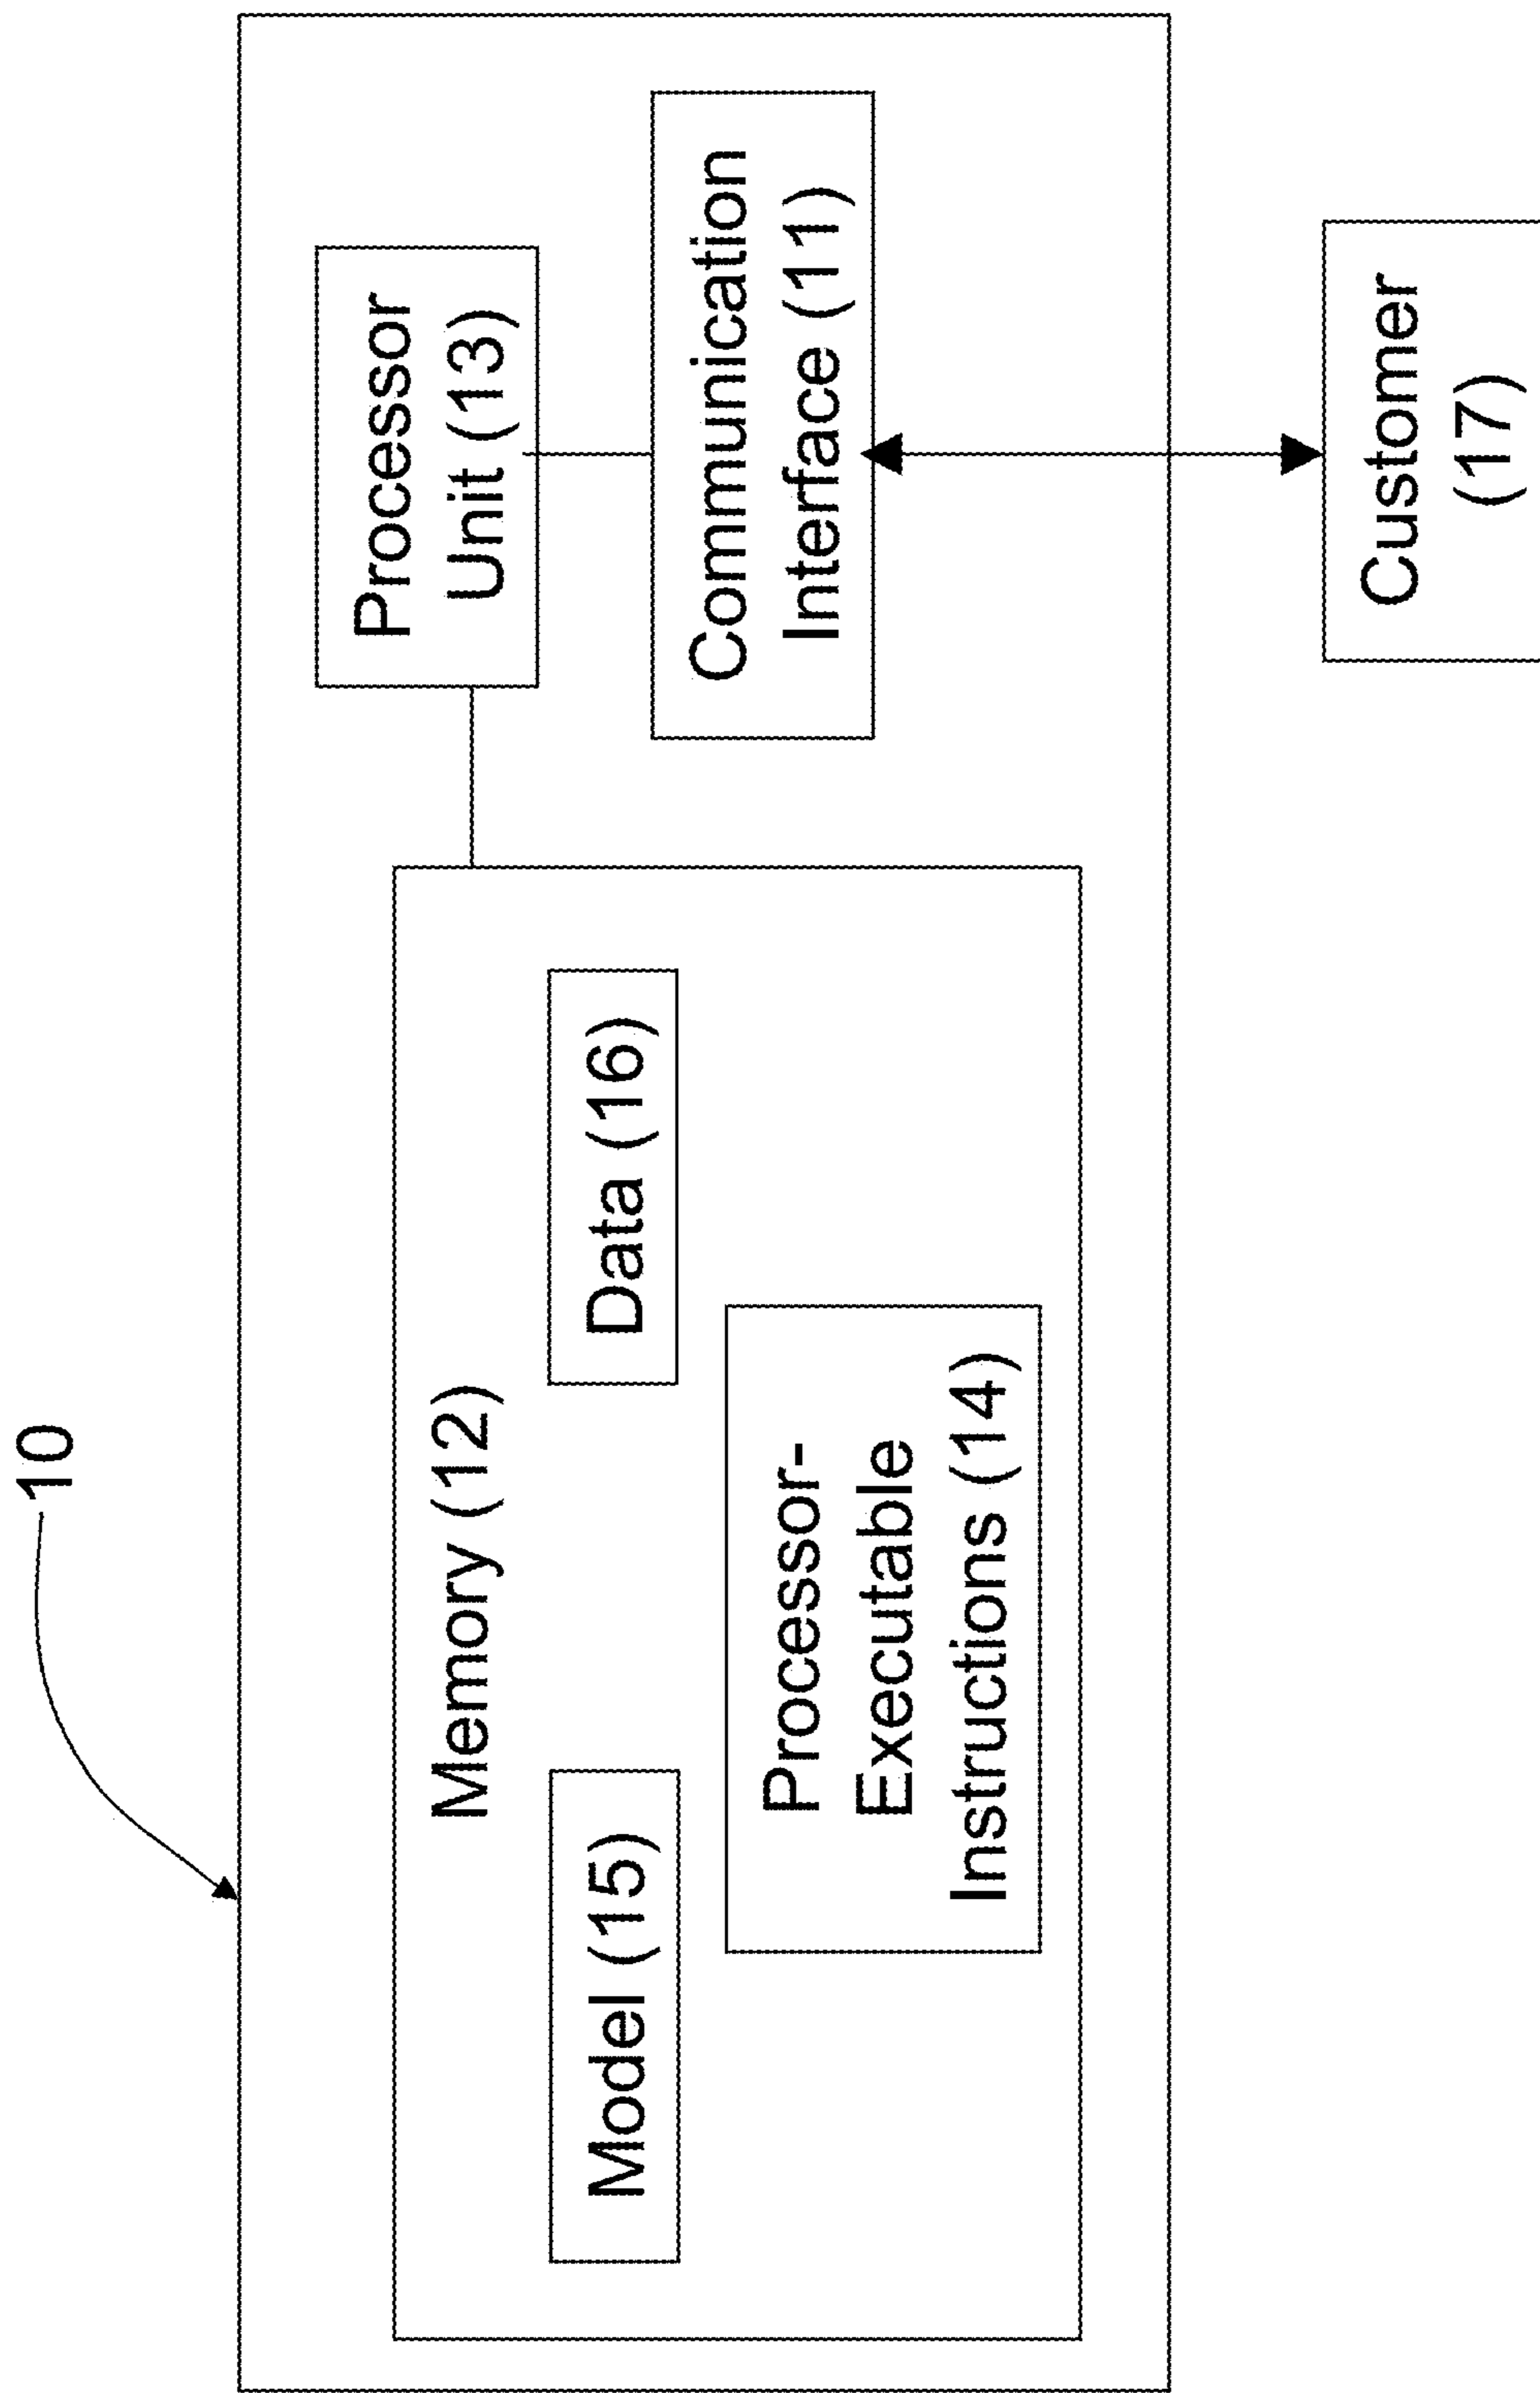 10
Memory (12)
Model (15)
Data (16)
Processor-
Executable
Instructions (14)
Processor
Unit (13)
Communication
Interface (11)
Customer
(17)